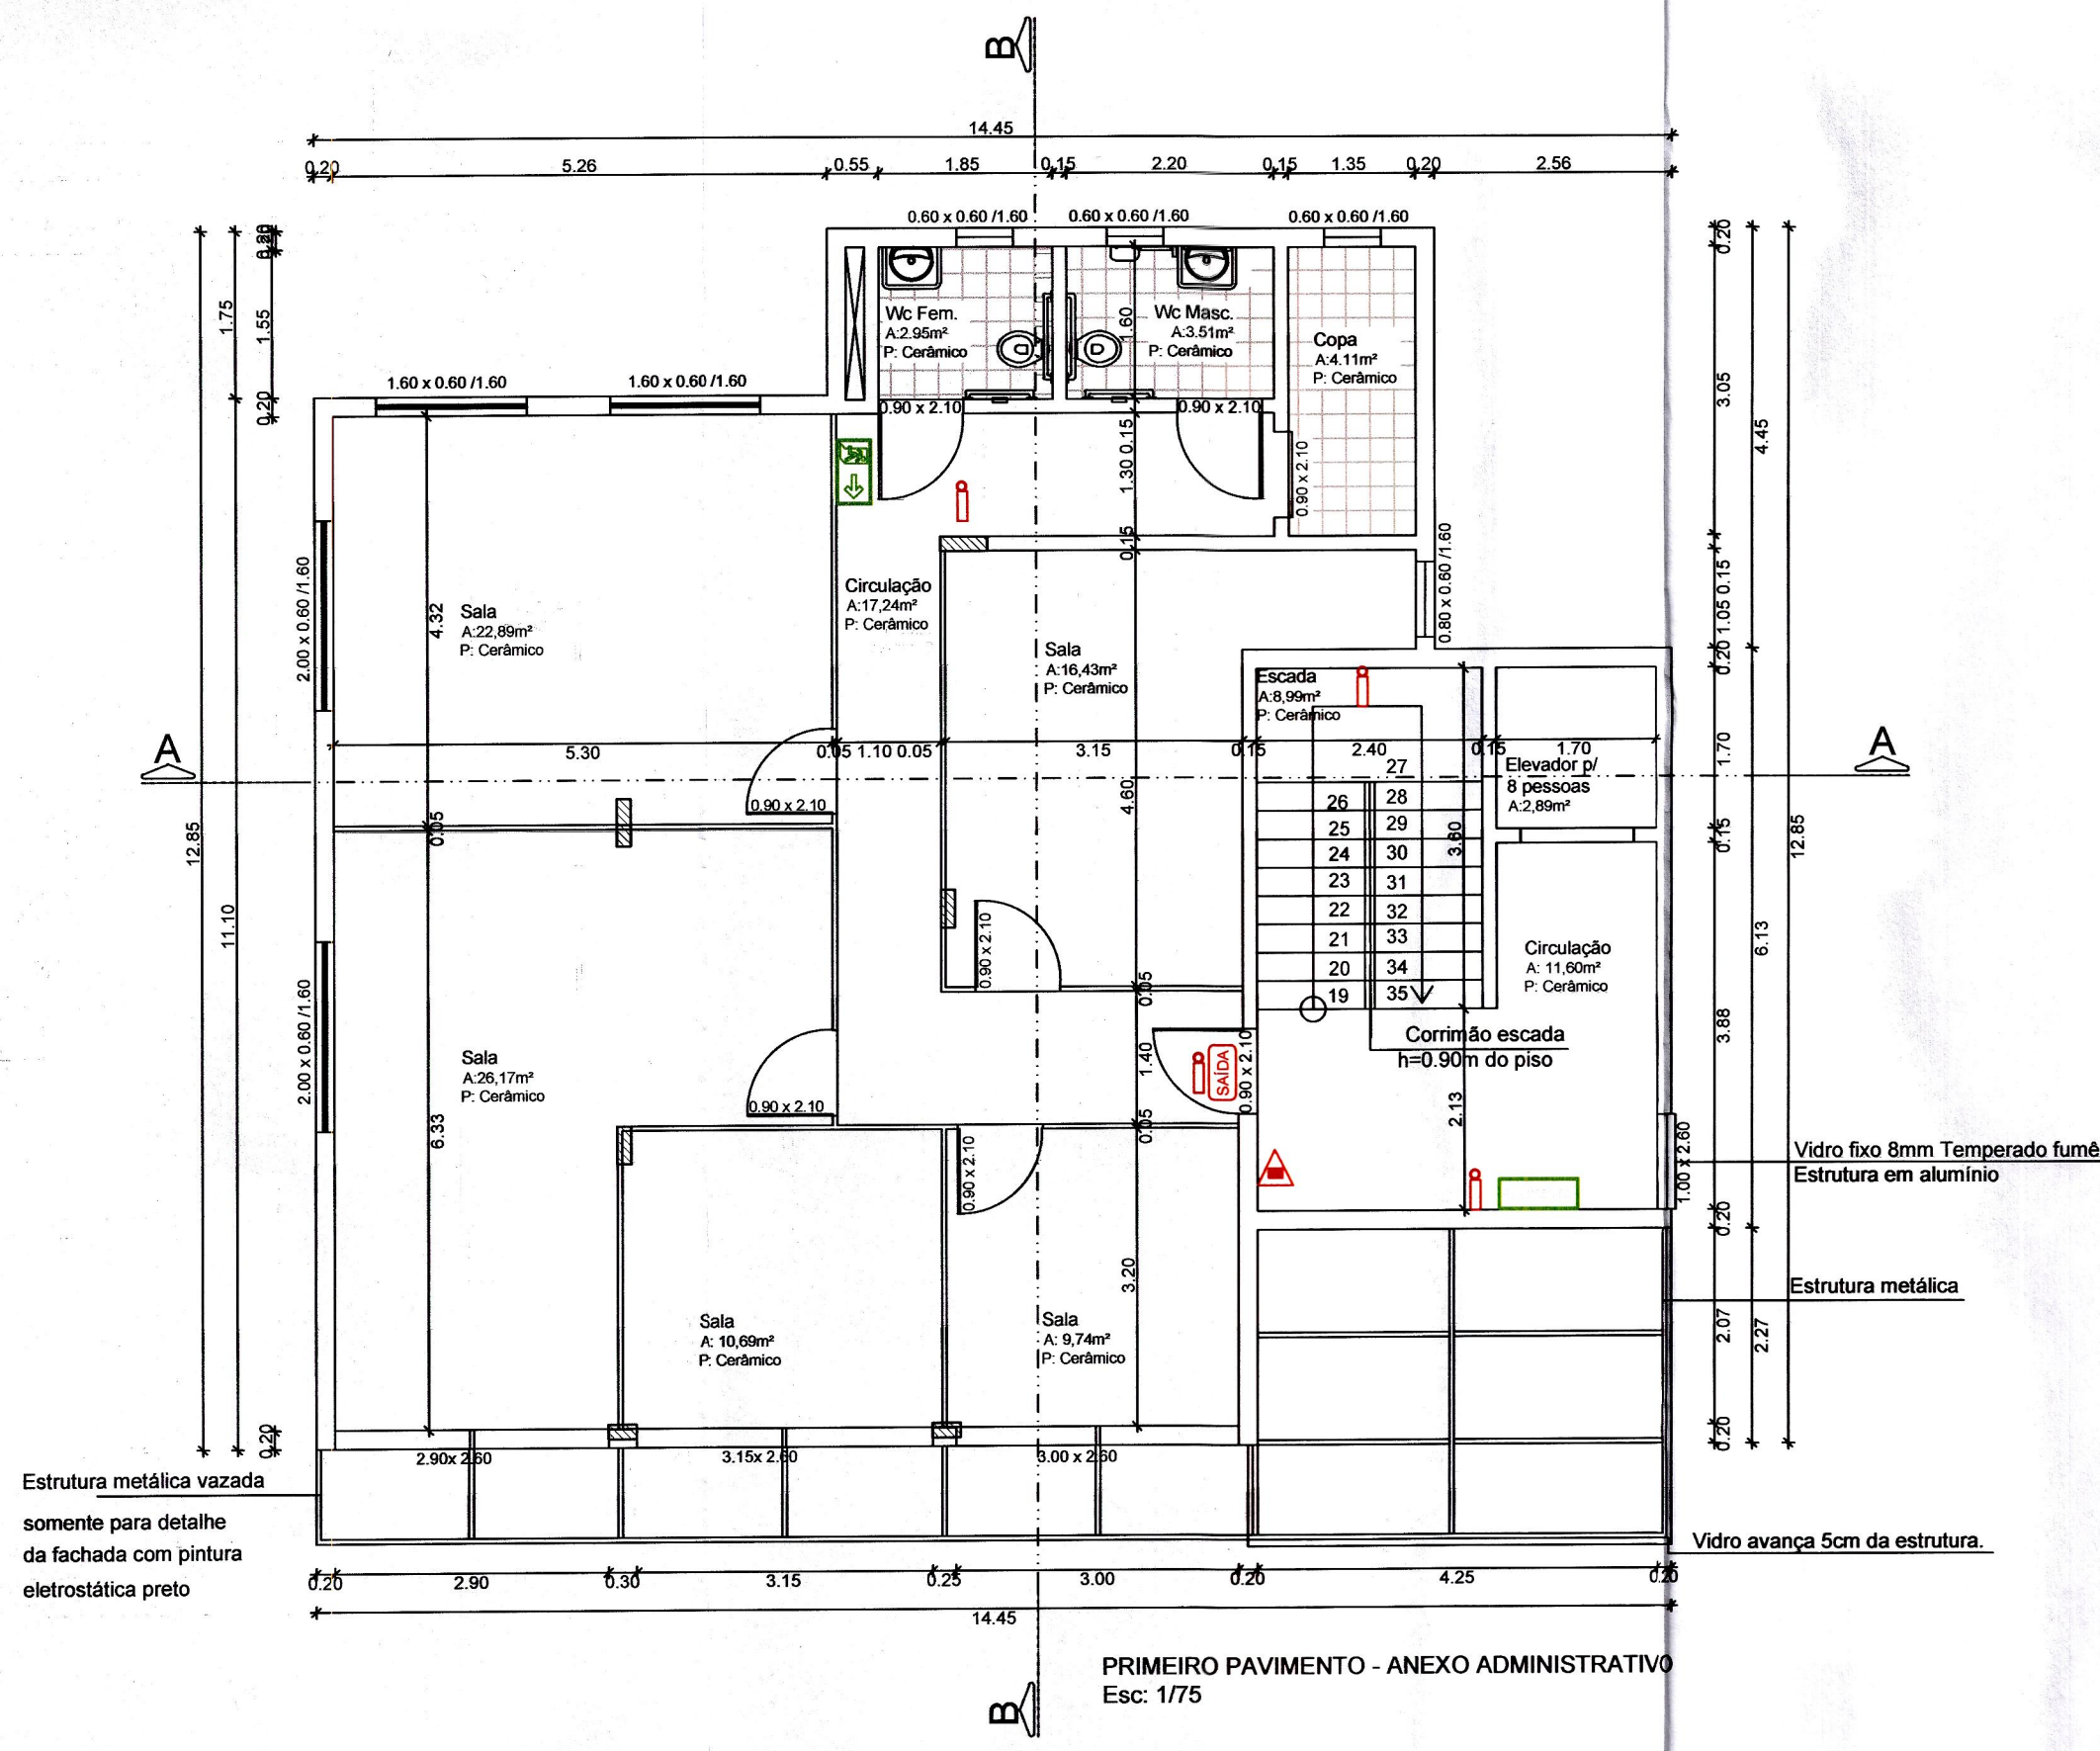 B
14.45
0.20 5.26 0.55 1.85 0.15 2.20 0.15 1.35 0.20 2.56
0.60 x 0.60 /1.60 0.60 x 0.60 /1.60 0.60 x 0.60 /1.60
0.20
1.75
1.55
0.20
12.85
11.10
0.20
1.60 x 0.60 /1.60 1.60 x 0.60 /1.60
2.00 x 0.60 /1.60
2.00 x 0.60 /1.60
Wc Fem.
A:2.95m²
P: Cerâmico
1.60
Wc Masc.
A:3.51m²
P: Cerâmico
Copa
A:4.11m²
P: Cerâmico
0.90 x 2.10
0.90 x 2.10
0.90 x 2.10
1.30 0.15
0.15
0.80 x 0.60 /1.60
Circulação
A:17,24m²
P: Cerâmico
4.32
Sala
A:22,89m²
P: Cerâmico
Sala
A:16,43m²
P: Cerâmico
Escada
A:8,99m²
P: Cerâmico
A
5.30 0.05 1.10 0.05 3.15 0.15 2.40 0.15 1.70
A
Elevador p/
8 pessoas
A:2,89m²
0.90 x 2.10
0.05
4.60
3.60
27
26 28
25 29
24 30
23 31
22 32
21 33
20 34
19 35
0.90 x 2.10
0.05
Circulação
A: 11,60m²
P: Cerâmico
Corrimão escada
h=0.90m do piso
Sala
A:26,17m²
P: Cerâmico
6.33
0.90 x 2.10
1.40
SAÍDA
0.90 x 2.10
0.05
2.13
0.90 x 2.10
1.00 x 2.60
3.20
Sala
A: 10,69m²
P: Cerâmico
Sala
A: 9,74m²
P: Cerâmico
2.90x 2.60 3.15x 2.60 3.00 x 2.60
0.20
3.05
0.15
1.05
0.20
1.70
0.15
3.88
0.20
2.07
0.20
4.45
6.13
2.27
12.85
Vidro fixo 8mm Temperado fumê
Estrutura em alumínio
Estrutura metálica
Vidro avança 5cm da estrutura.
Estrutura metálica vazada
somente para detalhe
da fachada com pintura
eletrostática preto
0.20 2.90 0.30 3.15 0.25 3.00 0.20 4.25 0.20
14.45
PRIMEIRO PAVIMENTO - ANEXO ADMINISTRATIVO
Esc: 1/75
B